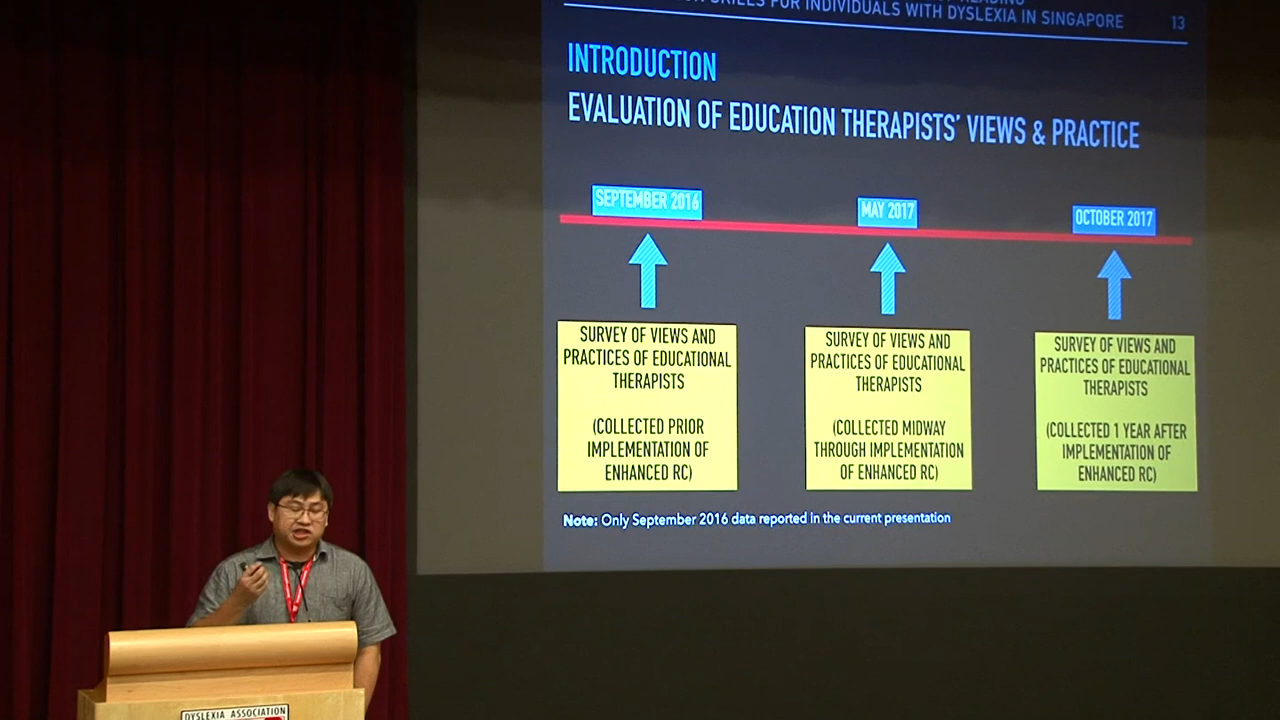 SKILLS FOR INDIVIDUALS WITH DYSLEXIA IN SINGAPORE 13
INTRODUCTION
EVALUATION OF EDUCATION THERAPISTS' VIEWS & PRACTICE
SEPTEMBER 2016
MAY 2017
OCTOBER 2017
SURVEY OF VIEWS AND
PRACTICES OF EDUCATIONAL
THERAPISTS
(COLLECTED PRIOR
IMPLEMENTATION OF
ENHANCED RC)
SURVEY OF VIEWS AND
PRACTICES OF EDUCATIONAL
THERAPISTS
(COLLECTED MIDWAY
THROUGH IMPLEMENTATION
OF ENHANCED RC)
SURVEY OF VIEWS AND
PRACTICES OF EDUCATIONAL
THERAPISTS
(COLLECTED 1 YEAR AFTER
IMPLEMENTATION OF
ENHANCED RC)
Note: Only September 2016 data reported in the current presentation
DYSLEXIA ASSOCIATION